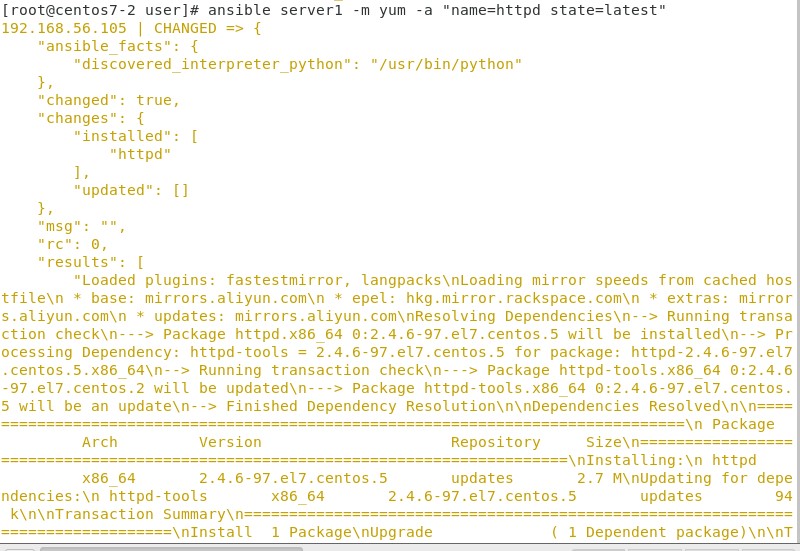 [root@centos7-2 user]# ansible server1 -m yum -a "name=httpd state=latest"
192.168.56.105 | CHANGED => {
    "ansible_facts": {
        "discovered_interpreter_python": "/usr/bin/python"
    },
    "changed": true,
    "changes": {
        "installed": [
            "httpd"
        ],
        "updated": []
    },
    "msg": "",
    "rc": 0,
    "results": [
        "Loaded plugins: fastestmirror, langpacks\nLoading mirror speeds from cached hos
tfile\n * base: mirrors.aliyun.com\n * epel: hkg.mirror.rackspace.com\n * extras: mirror
s.aliyun.com\n * updates: mirrors.aliyun.com\nResolving Dependencies\n--> Running transa
ction check\n---> Package httpd.x86_64 0:2.4.6-97.el7.centos.5 will be installed\n--> Pr
ocessing Dependency: httpd-tools = 2.4.6-97.el7.centos.5 for package: httpd-2.4.6-97.el7
.centos.5.x86_64\n--> Running transaction check\n---> Package httpd-tools.x86_64 0:2.4.6
-97.el7.centos.2 will be updated\n---> Package httpd-tools.x86_64 0:2.4.6-97.el7.centos.
5 will be an update\n--> Finished Dependency Resolution\n\nDependencies Resolved\n\n====
============================================================================\n Package
         Arch         Version                     Repository     Size\n=================
===============================================================\nInstalling:\n httpd
         x86_64       2.4.6-97.el7.centos.5       updates       2.7 M\nUpdating for depe
ndencies:\n httpd-tools       x86_64       2.4.6-97.el7.centos.5       updates        94
 k\n\nTransaction Summary\n=============================================================
===================\nInstall  1 Package\nUpgrade             ( 1 Dependent package)\n\nT